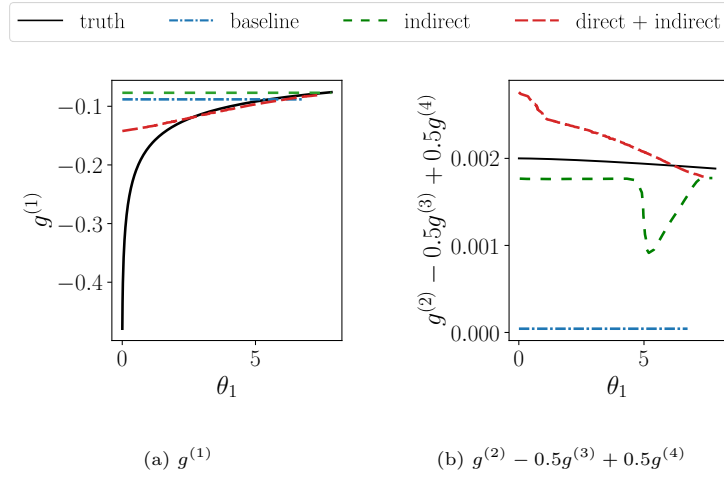 truth baseline indirect direct + indirect
−0.1
−0.2
−0.3
−0.4
g^{(1)}
0 5
θ_1
0.002
0.001
0.000
g^{(2)} − 0.5g^{(3)} + 0.5g^{(4)}
0 5
θ_1
(a) g^{(1)}
(b) g^{(2)} − 0.5g^{(3)} + 0.5g^{(4)}